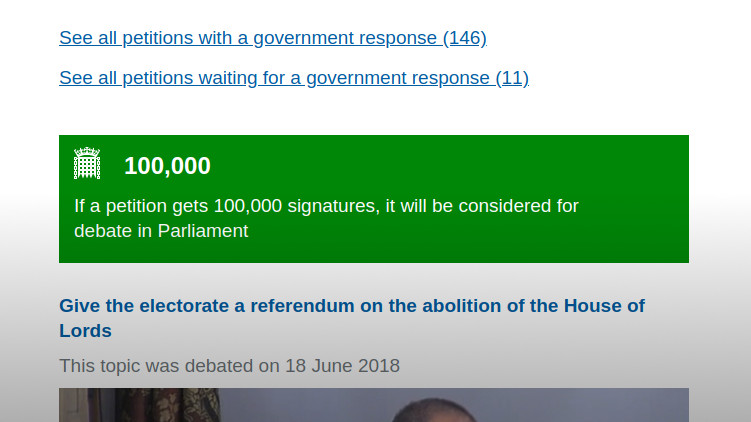 See all petitions with a government response (146)
See all petitions waiting for a government response (11)
100,000
If a petition gets 100,000 signatures, it will be considered for
debate in Parliament
Give the electorate a referendum on the abolition of the House of
Lords
This topic was debated on 18 June 2018